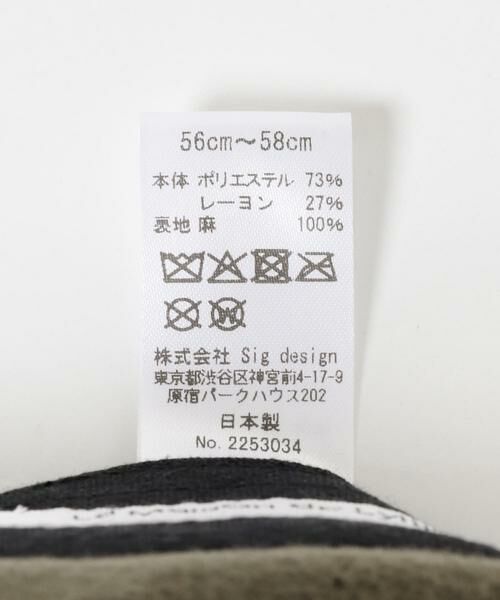 56cm～58cm
本体 ポリエステル 73%
レーヨン 27%
裏地 麻 100%
株式会社 Sig design
東京都渋谷区神宮前4-17-9
原宿パークハウス202
日本製
No. 2253034